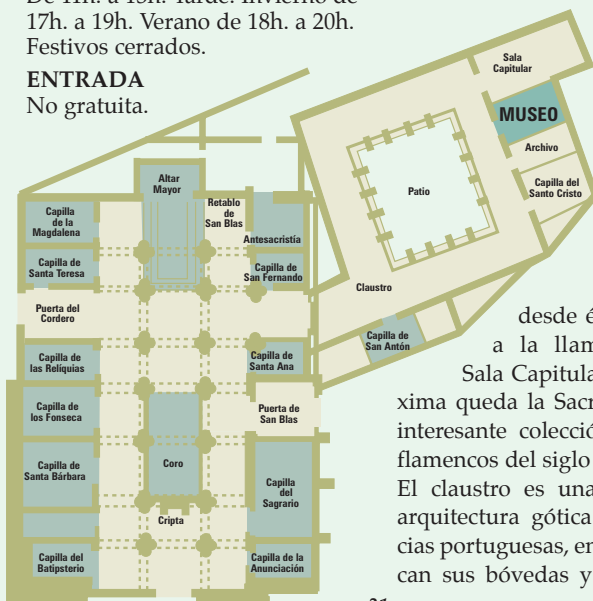 De 11h. a 13h. Tarde: Invierno de
17h. a 19h. Verano de 18h. a 20h.
Festivos cerrados.
ENTRADA
No gratuita.
Sala
Capitular
MUSEO
Archivo
Capilla del
Santo Cristo
Patio
Claustro
Capilla de
San Antón
Altar
Mayor
Retablo
de
San Blas
Antesacristía
Capilla
de la
Magdalena
Capilla de
Santa Teresa
Capilla de
San Fernando
Puerta del
Cordero
Capilla de
las Relíquias
Capilla de
Santa Ana
Capilla de
los Fonseca
Puerta de
San Blas
Capilla de
Santa Bárbara
Coro
Capilla
del
Sagrario
Cripta
Capilla del
Batipsterio
Capilla de la
Anunciación
desde é
a la llam
Sala Capitula
xima queda la Sacr
interesante colecció
flamencos del siglo
El claustro es una
arquitectura gótica
cias portuguesas, en
can sus bóvedas y